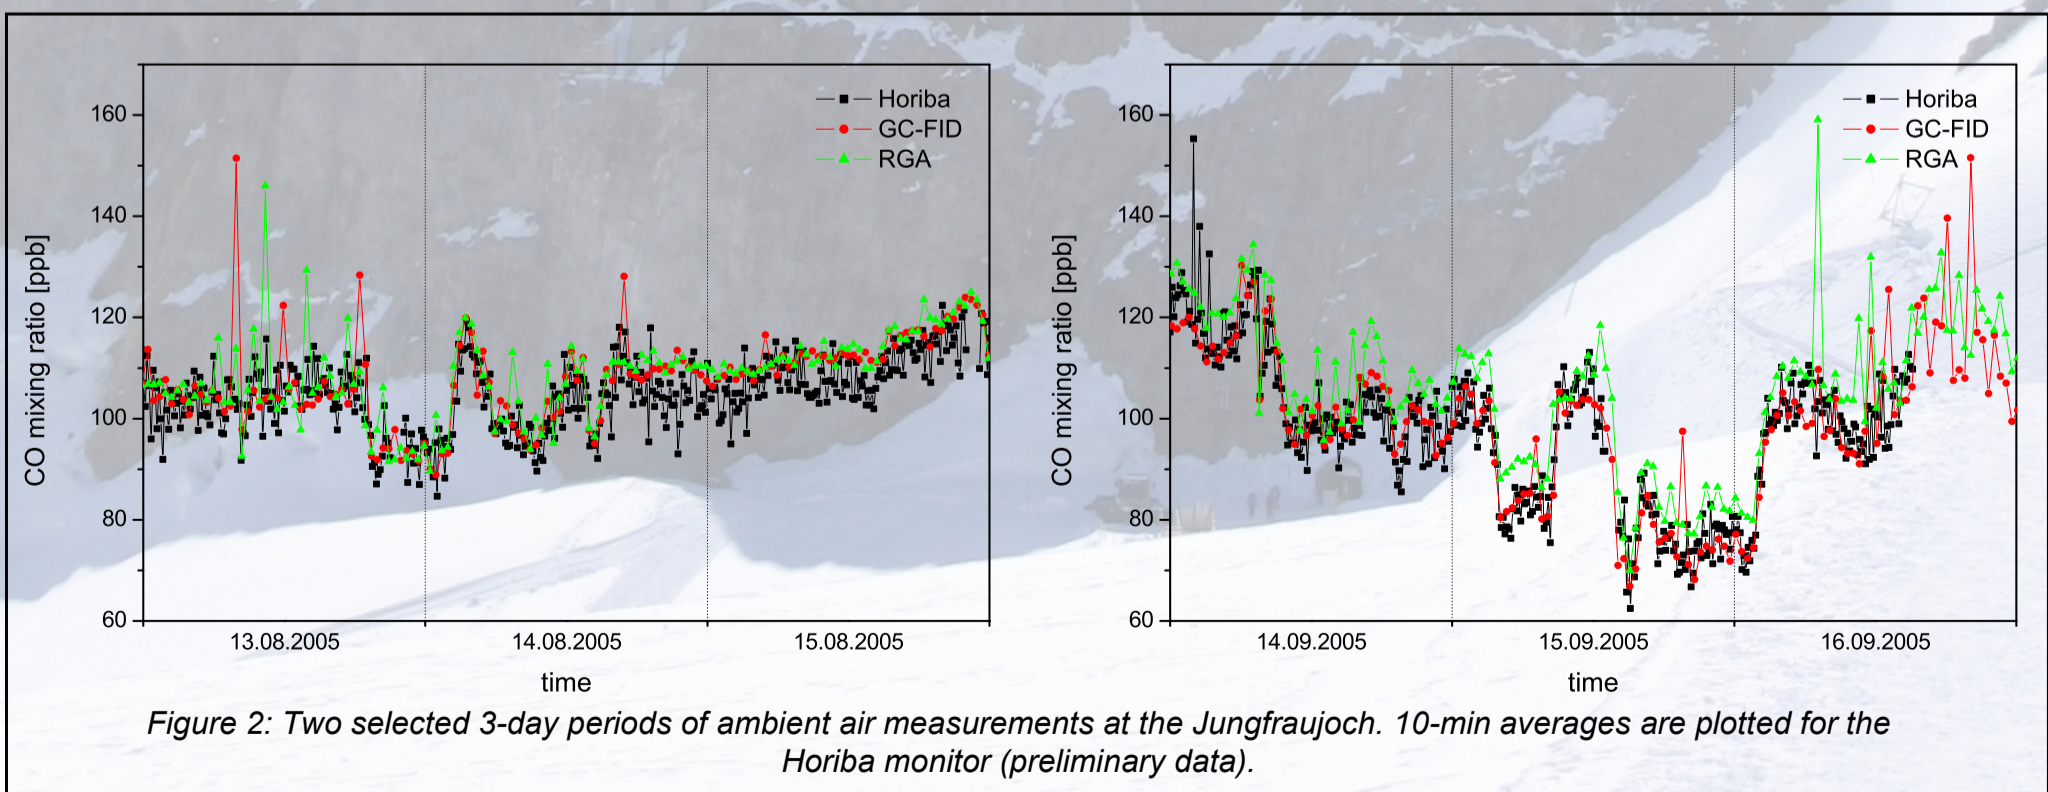 CO mixing ratio [ppb]
160
140
120
100
80
60
Horiba
GC-FID
RGA
13.08.2005
14.08.2005
15.08.2005
time
CO mixing ratio [ppb]
160
140
120
100
80
60
Horiba
GC-FID
RGA
14.09.2005
15.09.2005
16.09.2005
time
Figure 2: Two selected 3-day periods of ambient air measurements at the Jungfraujoch. 10-min averages are plotted for the
Horiba monitor (preliminary data).